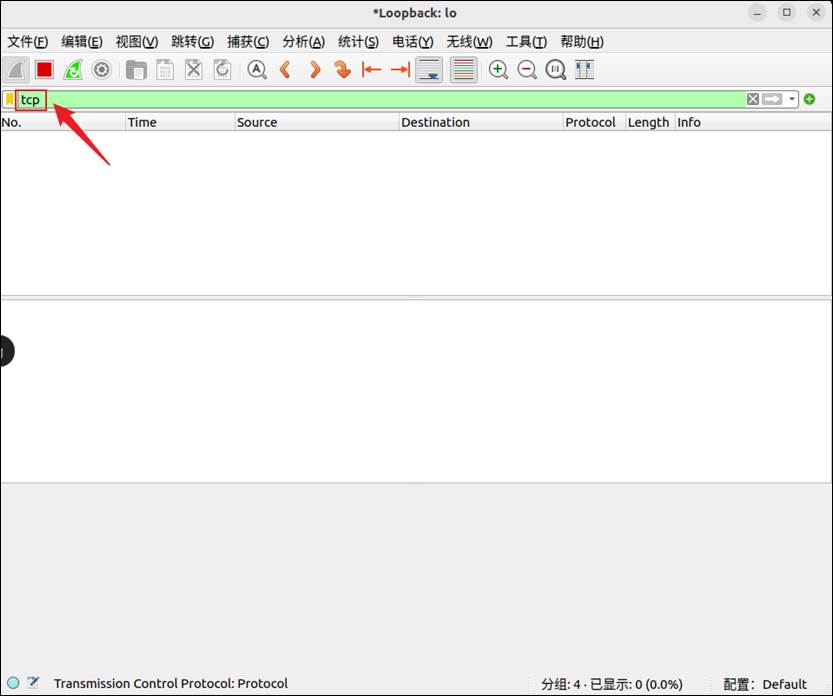 *Loopback: lo
文件(F) 编辑(E) 视图(V) 跳转(G) 捕获(C) 分析(A) 统计(S) 电话(Y) 无线(W) 工具(T) 帮助(H)
tcp
No. Time Source Destination Protocol Length Info
Transmission Control Protocol: Protocol 分组: 4 · 已显示: 0 (0.0%) 配置: Default